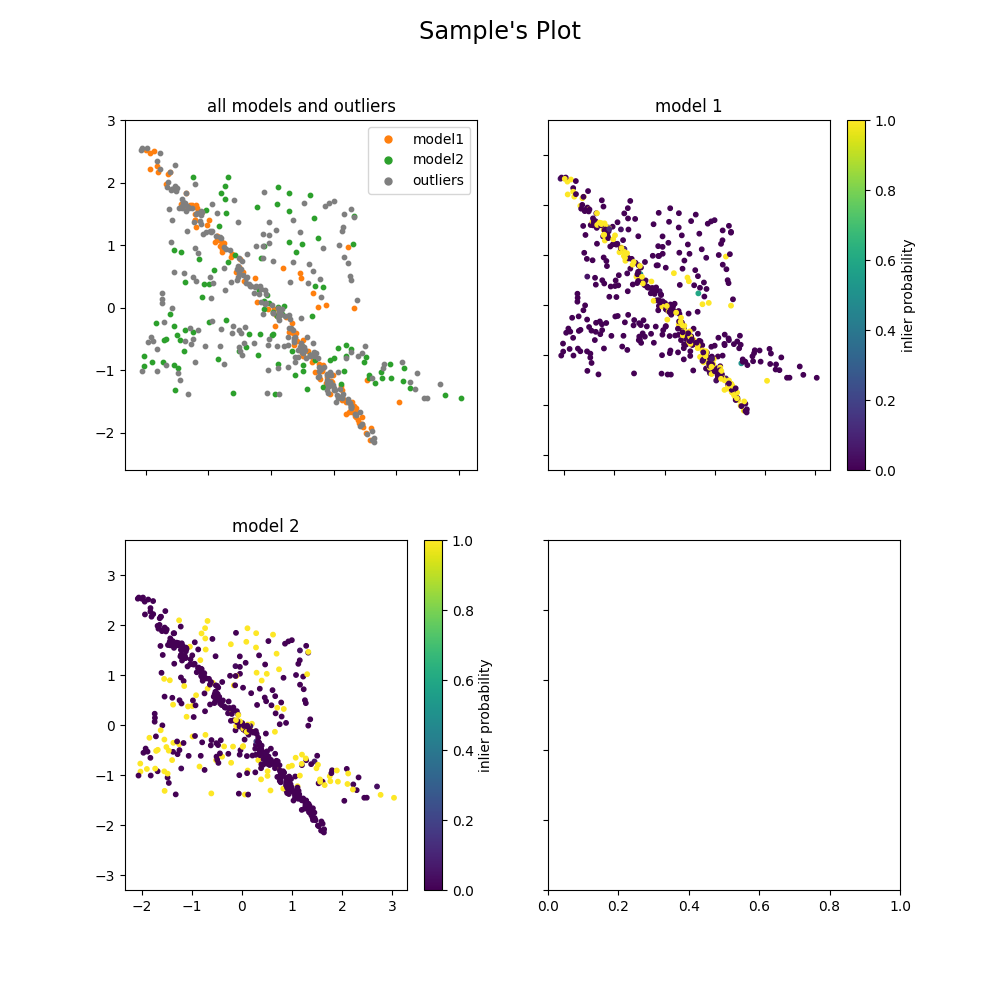 Sample's Plot
all models and outliers
3
2
1
0
−1
−2
model1
model2
outliers
model 1
1.0
0.8
0.6
0.4
0.2
0.0
inlier probability
model 2
3
2
1
0
−1
−2
−3
−2 −1 0 1 2 3
1.0
0.8
0.6
0.4
0.2
0.0
inlier probability
0.0 0.2 0.4 0.6 0.8 1.0